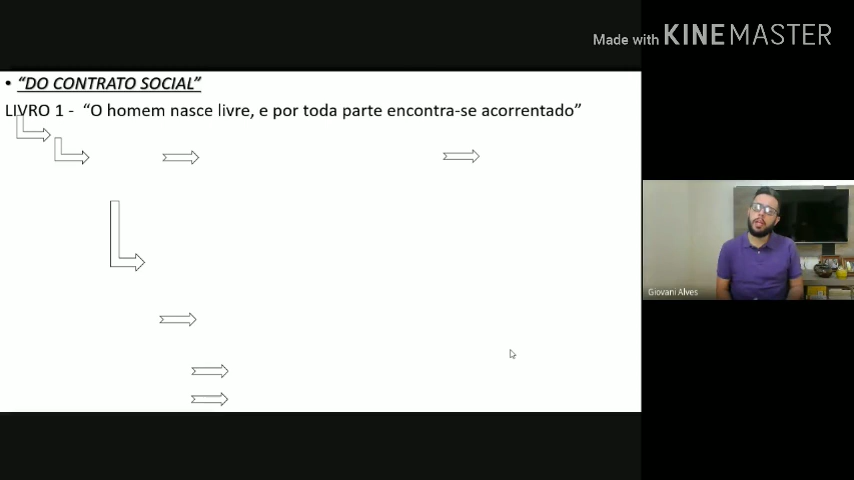 Made with KINEMASTER
• “DO CONTRATO SOCIAL”
LIVRO 1 - “O homem nasce livre, e por toda parte encontra-se acorrentado”
Giovani Alves